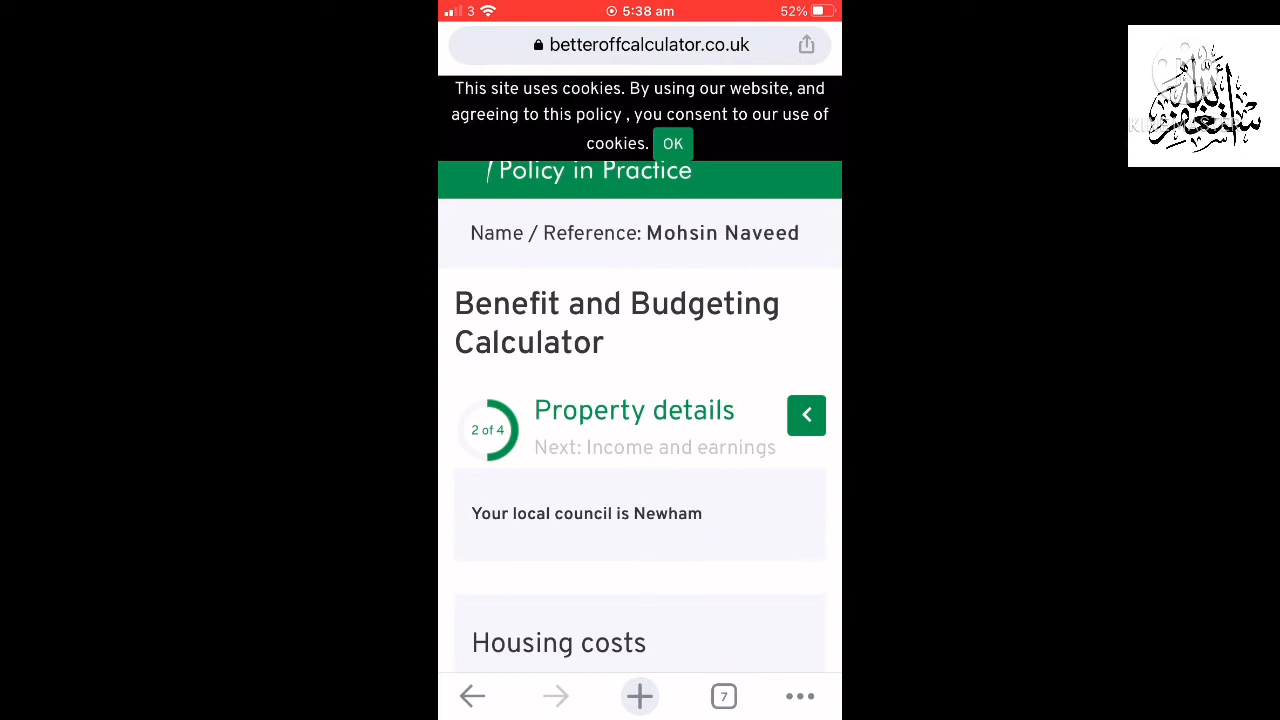 3
5:38 am
52%
betteroffcalculator.co.uk
This site uses cookies. By using our website, and
agreeing to this policy , you consent to our use of
cookies. OK
Policy in Practice
Name / Reference: Mohsin Naveed
Benefit and Budgeting
Calculator
2 of 4
Property details
Next: Income and earnings
Your local council is Newham
Housing costs
7
أستغفر الله